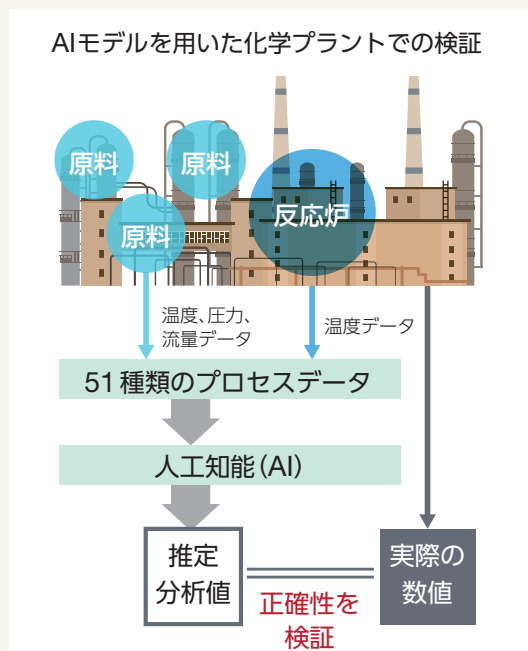 AIモデルを用いた化学プラントでの検証
原料
原料
原料
反応炉
温度、圧力、
流量データ
温度データ
51種類のプロセスデータ
人工知能(AI)
推定
分析値
正確性を
検証
実際の
数値